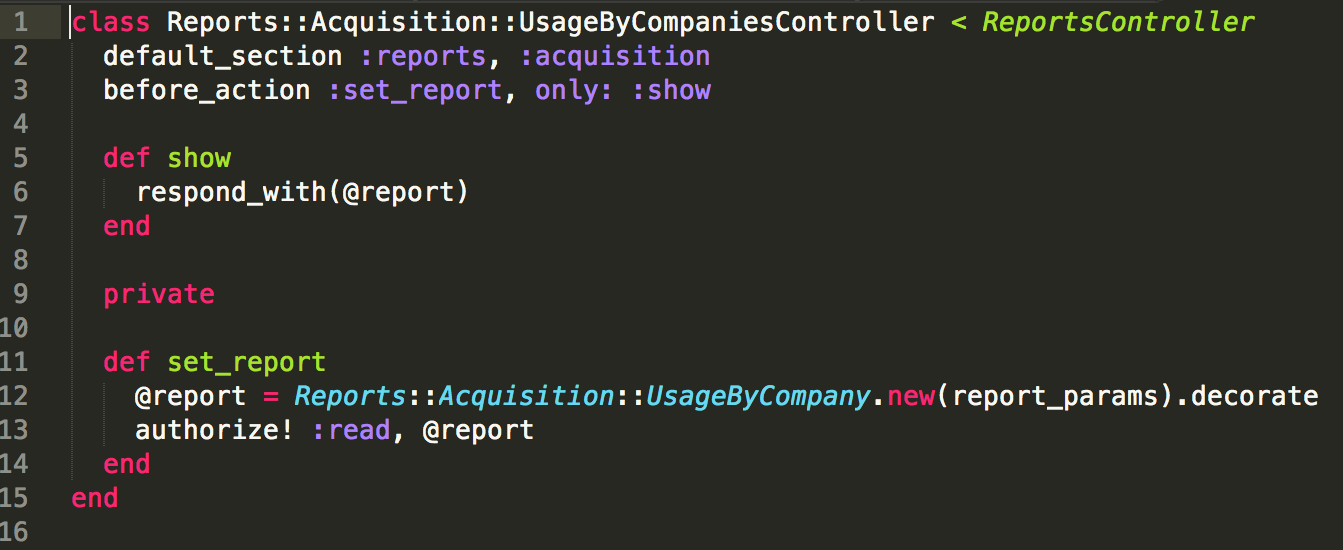 1 class Reports::Acquisition::UsageByCompaniesController < ReportsController
2   default_section :reports, :acquisition
3   before_action :set_report, only: :show
4
5   def show
6     respond_with(@report)
7   end
8
9   private
10
11   def set_report
12     @report = Reports::Acquisition::UsageByCompany.new(report_params).decorate
13     authorize! :read, @report
14   end
15 end
16